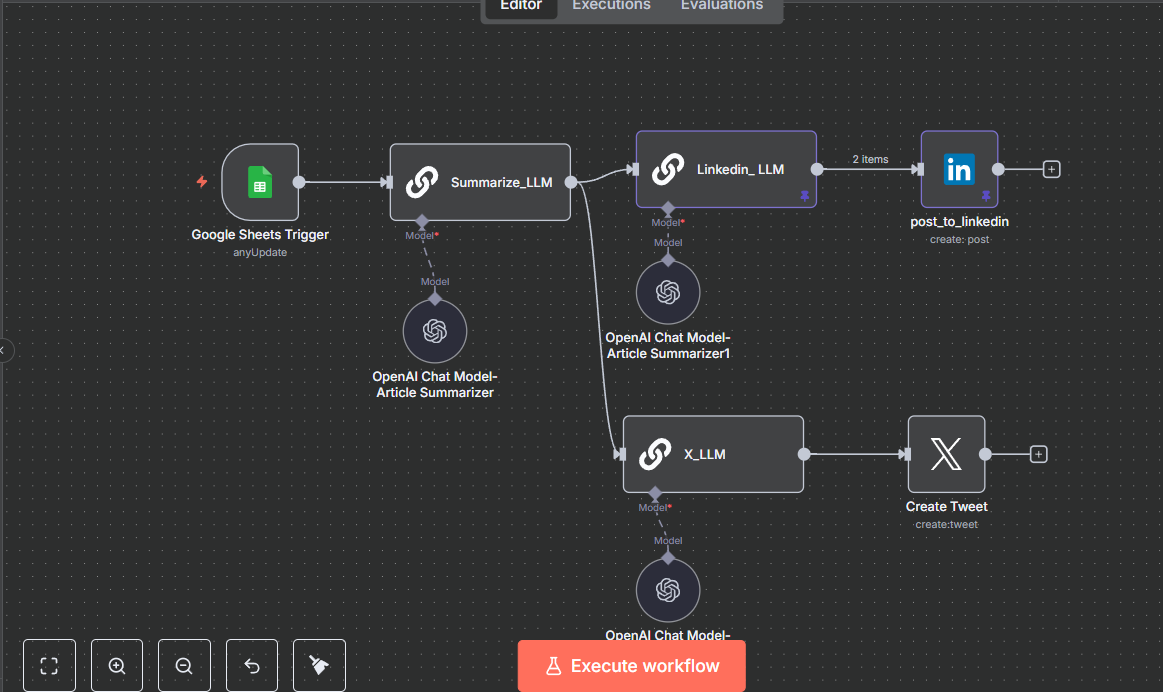 Editor Executions Evaluations
Google Sheets Trigger
anyUpdate
Summarize_LLM
Model*
Model
OpenAI Chat Model-
Article Summarizer
Linkedin_ LLM
Model*
Model
OpenAI Chat Model-
Article Summarizer1
2 items
in
post_to_linkedin
create: post
X_LLM
Model*
Model
OpenAI Chat Model-
X
Create Tweet
create:tweet
Execute workflow